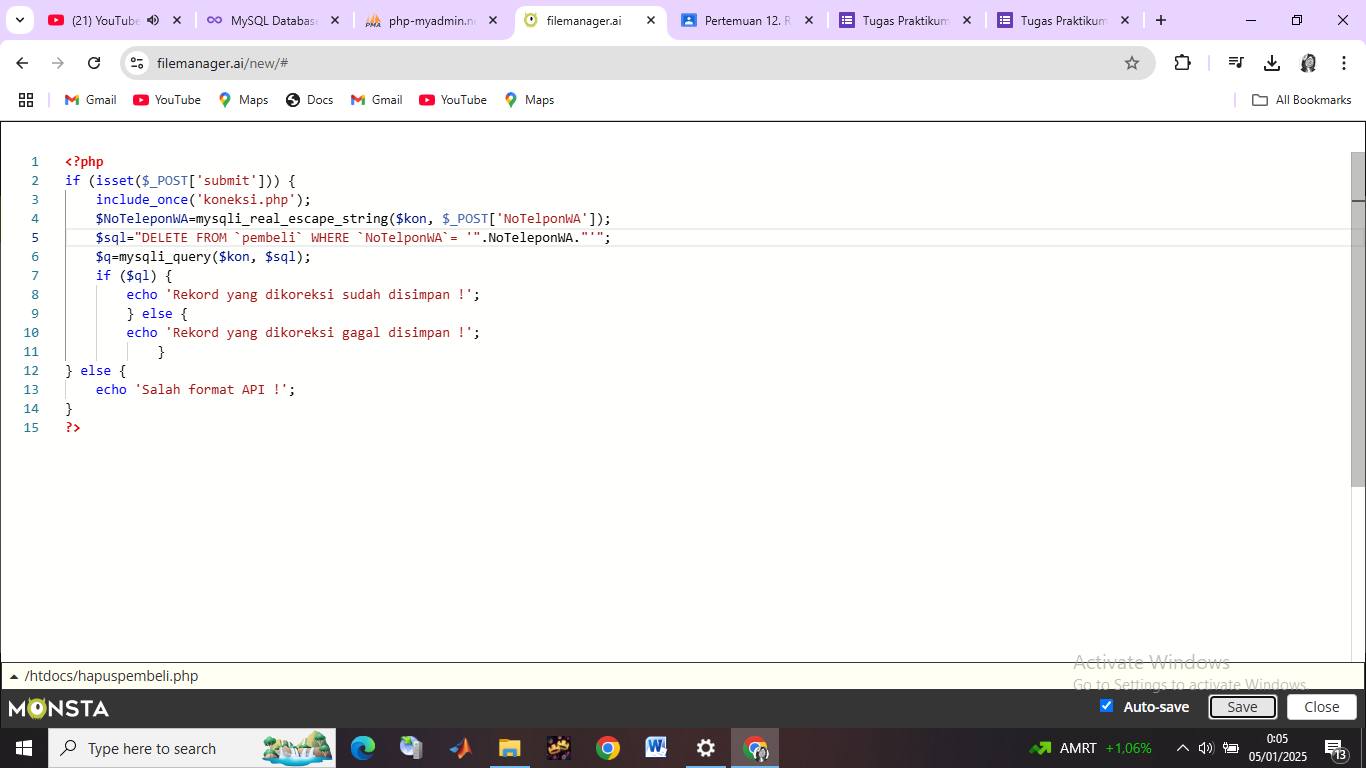 (21) YouTube
MySQL Database
php-myadmin.ne
filemanager.ai
Pertemuan 12. R
Tugas Praktikum
Tugas Praktikum
filemanager.ai/new/#
Gmail
YouTube
Maps
Docs
Gmail
YouTube
Maps
All Bookmarks
1 <?php
2 if (isset($_POST['submit'])) {
3 include_once('koneksi.php');
4 $NoTeleponWA=mysqli_real_escape_string($kon, $_POST['NoTelponWA']);
5 $sql="DELETE FROM `pembeli` WHERE `NoTelponWA`= '".NoTeleponWA."'";
6 $q=mysqli_query($kon, $sql);
7 if ($ql) {
8 echo 'Rekord yang dikoreksi sudah disimpan !';
9 } else {
10 echo 'Rekord yang dikoreksi gagal disimpan !';
11 }
12 } else {
13 echo 'Salah format API !';
14 }
15 ?>
Activate Windows
Go to Settings to activate Windows.
/htdocs/hapuspembeli.php
MONSTA
Auto-save
Save
Close
Type here to search
AMRT +1,06%
0:05
05/01/2025
13